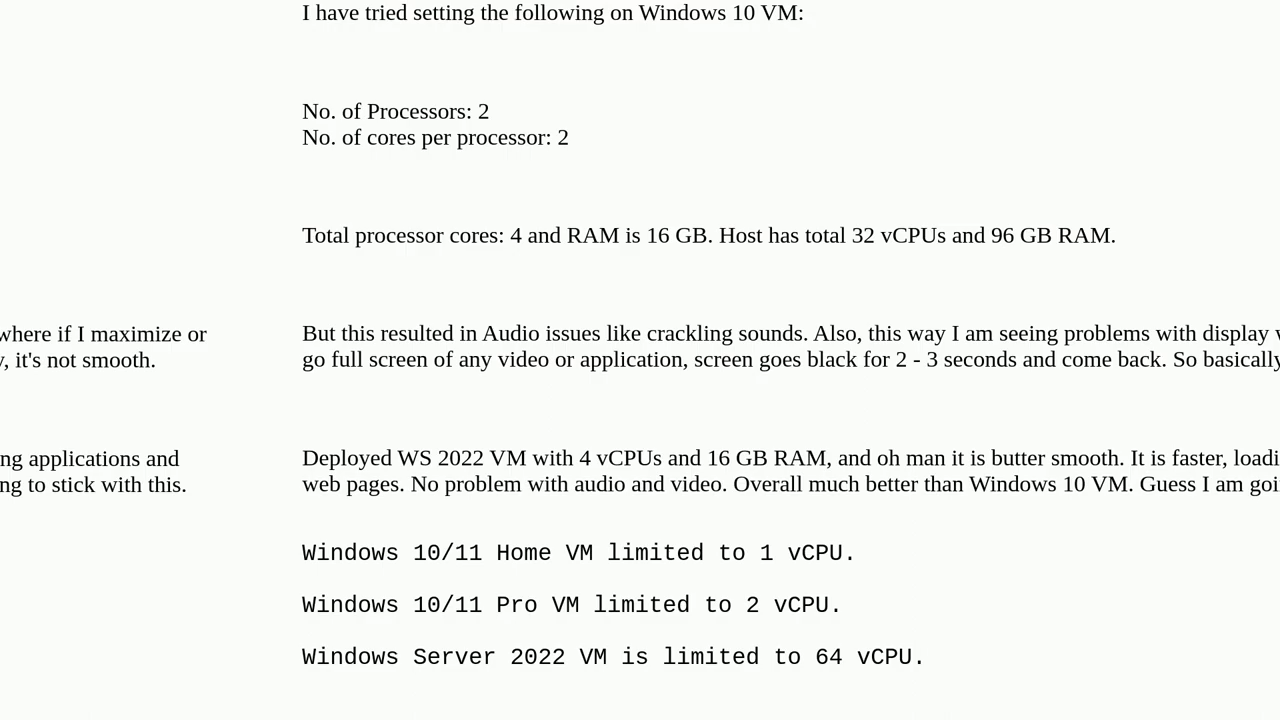 I have tried setting the following on Windows 10 VM:
No. of Processors: 2
No. of cores per processor: 2
Total processor cores: 4 and RAM is 16 GB. Host has total 32 vCPUs and 96 GB RAM.
where if I maximize or
, it's not smooth.
But this resulted in Audio issues like crackling sounds. Also, this way I am seeing problems with display
go full screen of any video or application, screen goes black for 2 - 3 seconds and come back. So basically
ng applications and
ng to stick with this.
Deployed WS 2022 VM with 4 vCPUs and 16 GB RAM, and oh man it is butter smooth. It is faster, loadi
web pages. No problem with audio and video. Overall much better than Windows 10 VM. Guess I am goi
Windows 10/11 Home VM limited to 1 vCPU.
Windows 10/11 Pro VM limited to 2 vCPU.
Windows Server 2022 VM is limited to 64 vCPU.